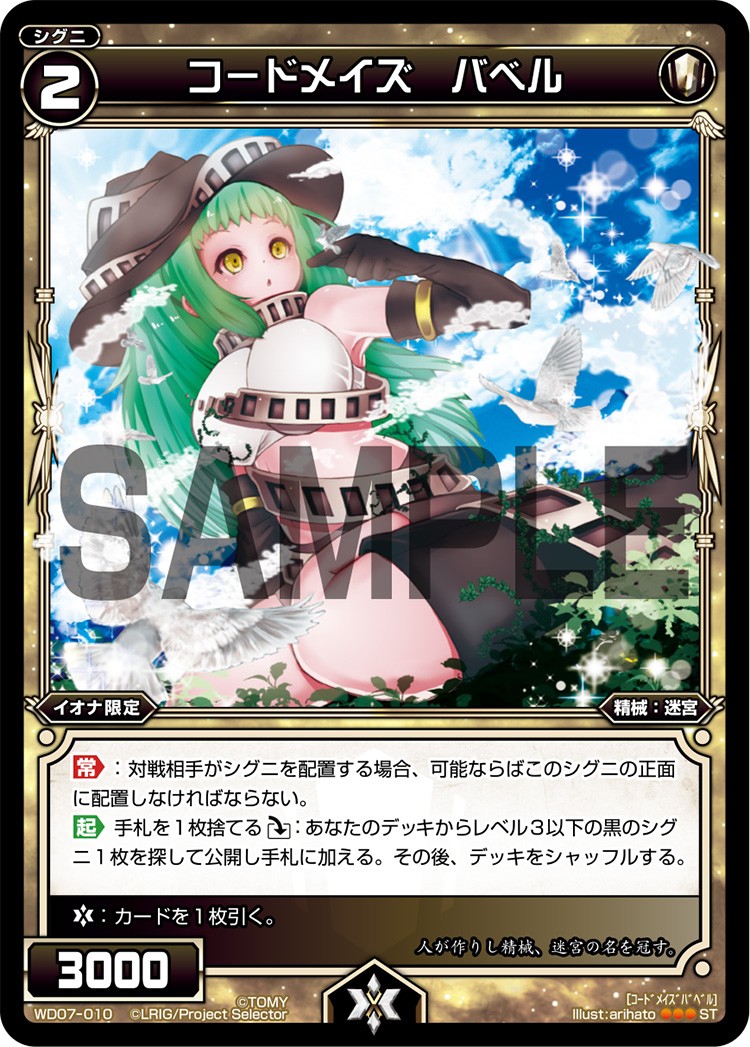 シグニ
2
コードメイズ　バベル
SAMPLE
イオナ限定
精械：迷宮
常：対戦相手がシグニを配置する場合、可能ならばこのシグニの正面
に配置しなければならない。
起 手札を１枚捨てる：あなたのデッキからレベル３以下の黒のシグ
ニ１枚を探して公開し手札に加える。その後、デッキをシャッフルする。
：カードを１枚引く。
人が作りし精械、迷宮の名を冠す。
3000
©TOMY
WD07-010 ©LRIG/Project Selector
[ｺｰﾄﾞﾒｲｽﾞﾊﾞﾍﾞﾙ]
Illust:arihato ST